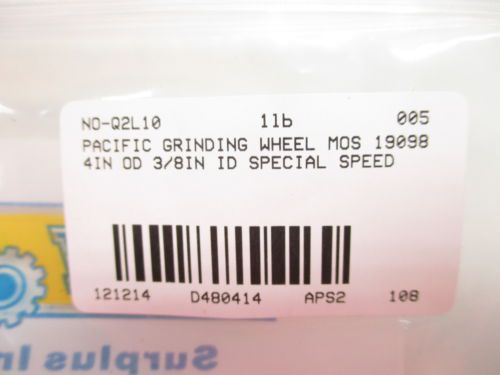 NO-Q2L10 1lb 005
PACIFIC GRINDING WHEEL MOS 19098
4IN OD 3/8IN ID SPECIAL SPEED
121214 D480414 APS2 108
Surplus In